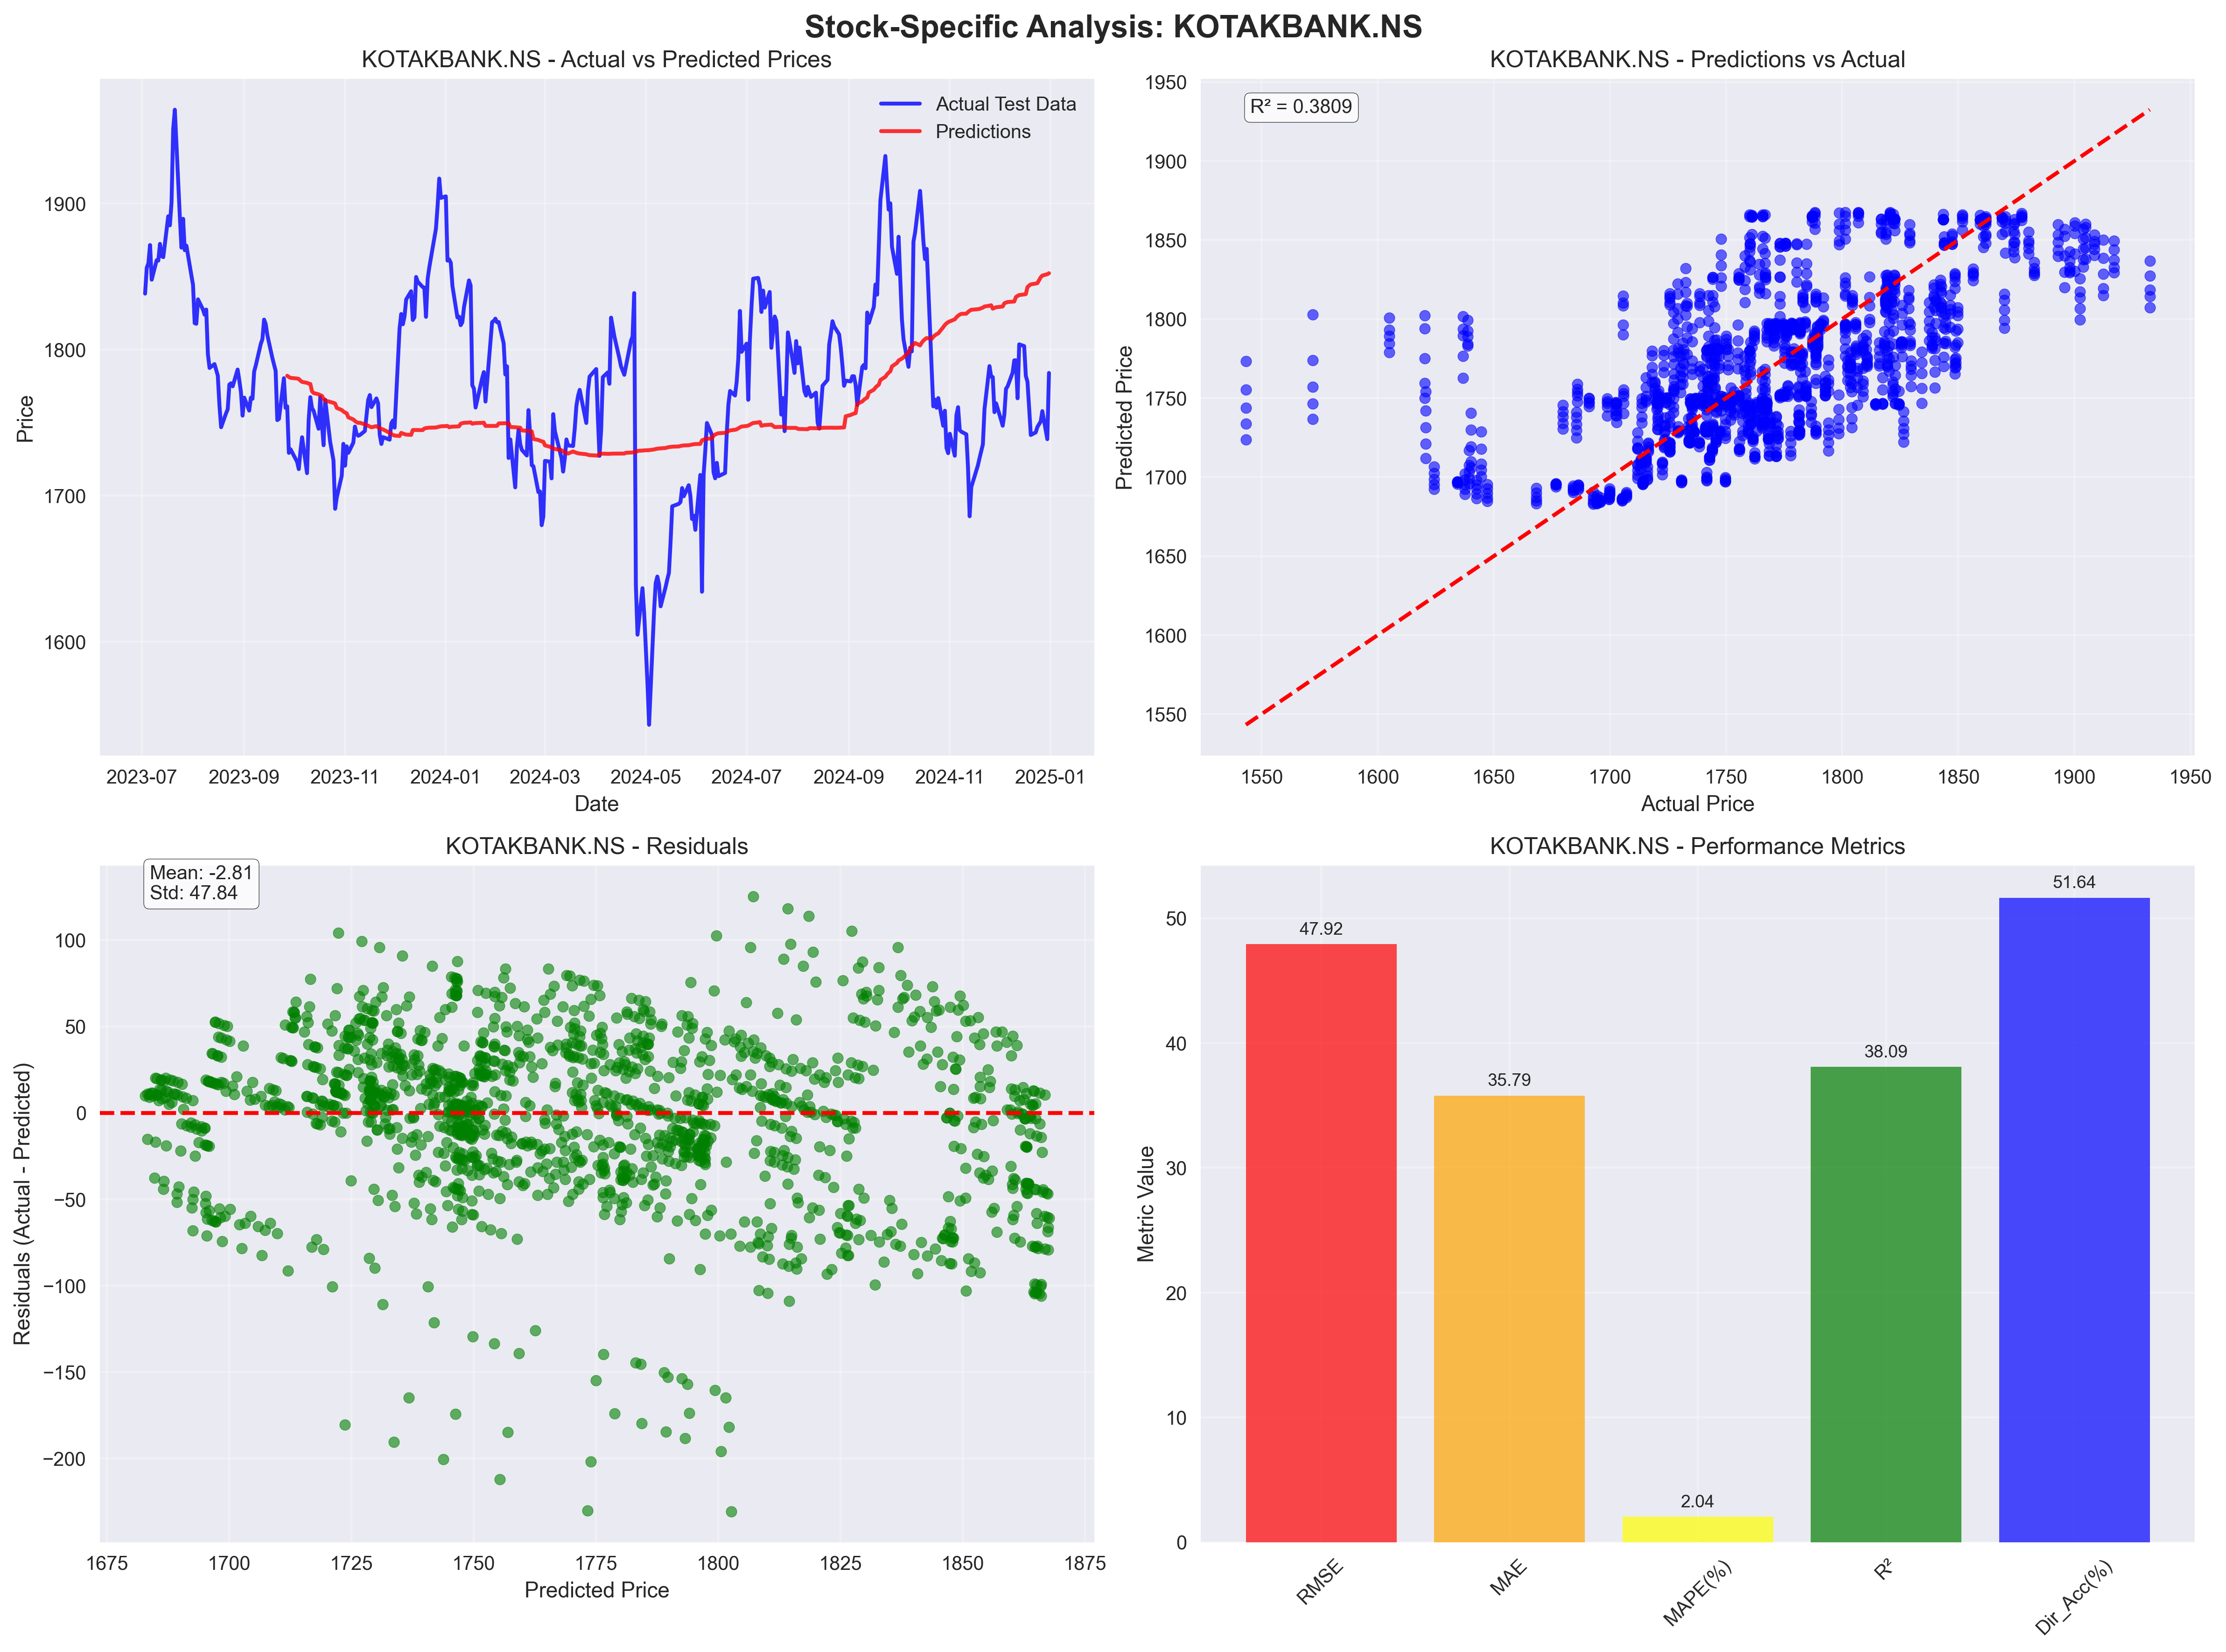 Stock-Specific Analysis: KOTAKBANK.NS
KOTAKBANK.NS - Actual vs Predicted Prices
Actual Test Data
Predictions
Price
1900
1800
1700
1600
2023-07 2023-09 2023-11 2024-01 2024-03 2024-05 2024-07 2024-09 2024-11 2025-01
Date
KOTAKBANK.NS - Predictions vs Actual
R² = 0.3809
Predicted Price
1950
1900
1850
1800
1750
1700
1650
1600
1550
1550 1600 1650 1700 1750 1800 1850 1900 1950
Actual Price
KOTAKBANK.NS - Residuals
Mean: -2.81
Std: 47.84
Residuals (Actual - Predicted)
100
50
0
−50
−100
−150
−200
1675 1700 1725 1750 1775 1800 1825 1850 1875
Predicted Price
KOTAKBANK.NS - Performance Metrics
Metric Value
50
40
30
20
10
0
47.92
35.79
2.04
38.09
51.64
RMSE
MAE
MAPE(%)
R²
Dir_Acc(%)